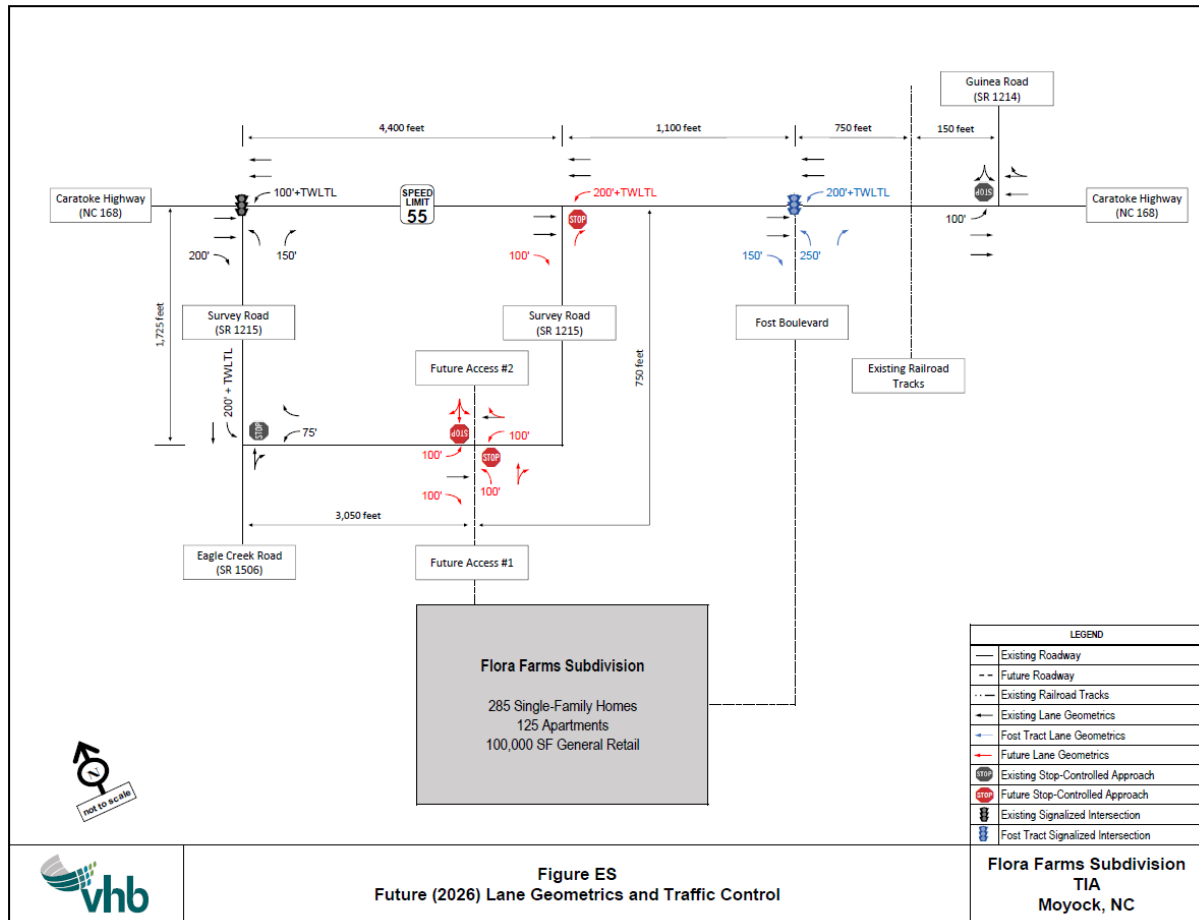 Guinea Road
(SR 1214)
4,400 feet
1,100 feet
750 feet
150 feet
Caratoke Highway
(NC 168)
100'+TWLTL
SPEED
LIMIT
55
200'+TWLTL
200'+TWLTL
STOP
Caratoke Highway
(NC 168)
STOP
100'
200'
150'
100'
150'
250'
1,725 feet
Survey Road
(SR 1215)
Survey Road
(SR 1215)
Fost Boulevard
750 feet
Existing Railroad
Tracks
200' + TWLTL
Future Access #2
STOP
75'
STOP
100'
100'
STOP
100'
100'
3,050 feet
Eagle Creek Road
(SR 1506)
Future Access #1
Flora Farms Subdivision
285 Single-Family Homes
125 Apartments
100,000 SF General Retail
N
not to scale
LEGEND
Existing Roadway
Future Roadway
Existing Railroad Tracks
Existing Lane Geometrics
Fost Tract Lane Geometrics
Future Lane Geometrics
STOP Existing Stop-Controlled Approach
STOP Future Stop-Controlled Approach
Existing Signalized Intersection
Fost Tract Signalized Intersection
vhb
Figure ES
Future (2026) Lane Geometrics and Traffic Control
Flora Farms Subdivision
TIA
Moyock, NC